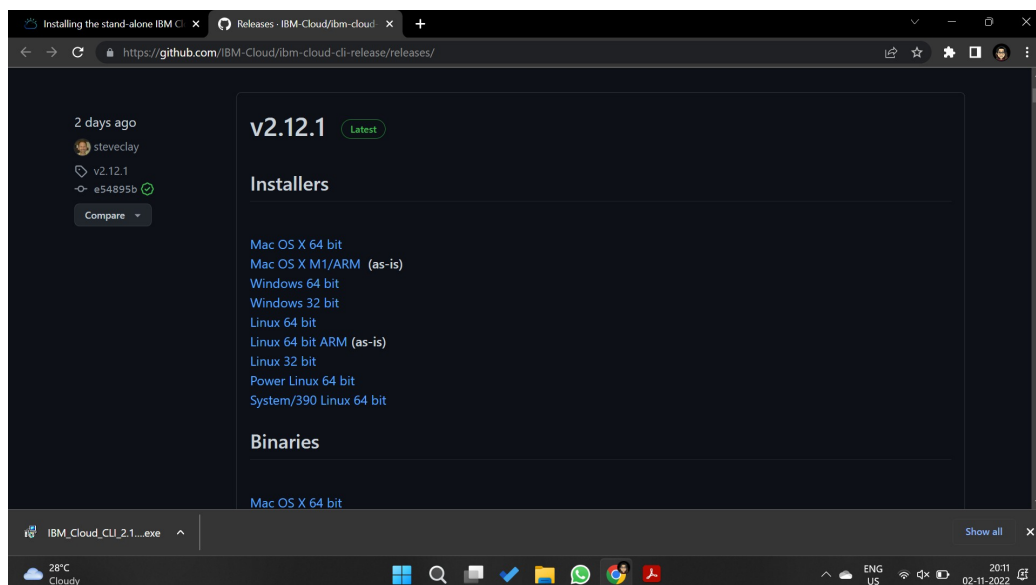 Installing the stand-alone IBM Cl
Releases · IBM-Cloud/ibm-cloud-
https://github.com/IBM-Cloud/ibm-cloud-cli-release/releases/
2 days ago
steveclay
v2.12.1
e54895b
Compare
v2.12.1
Latest
Installers
Mac OS X 64 bit
Mac OS X M1/ARM (as-is)
Windows 64 bit
Windows 32 bit
Linux 64 bit
Linux 64 bit ARM (as-is)
Linux 32 bit
Power Linux 64 bit
System/390 Linux 64 bit
Binaries
Mac OS X 64 bit
IBM_Cloud_CLI_2.1....exe
Show all
28°C
Cloudy
ENG
US
20:11
02-11-2022